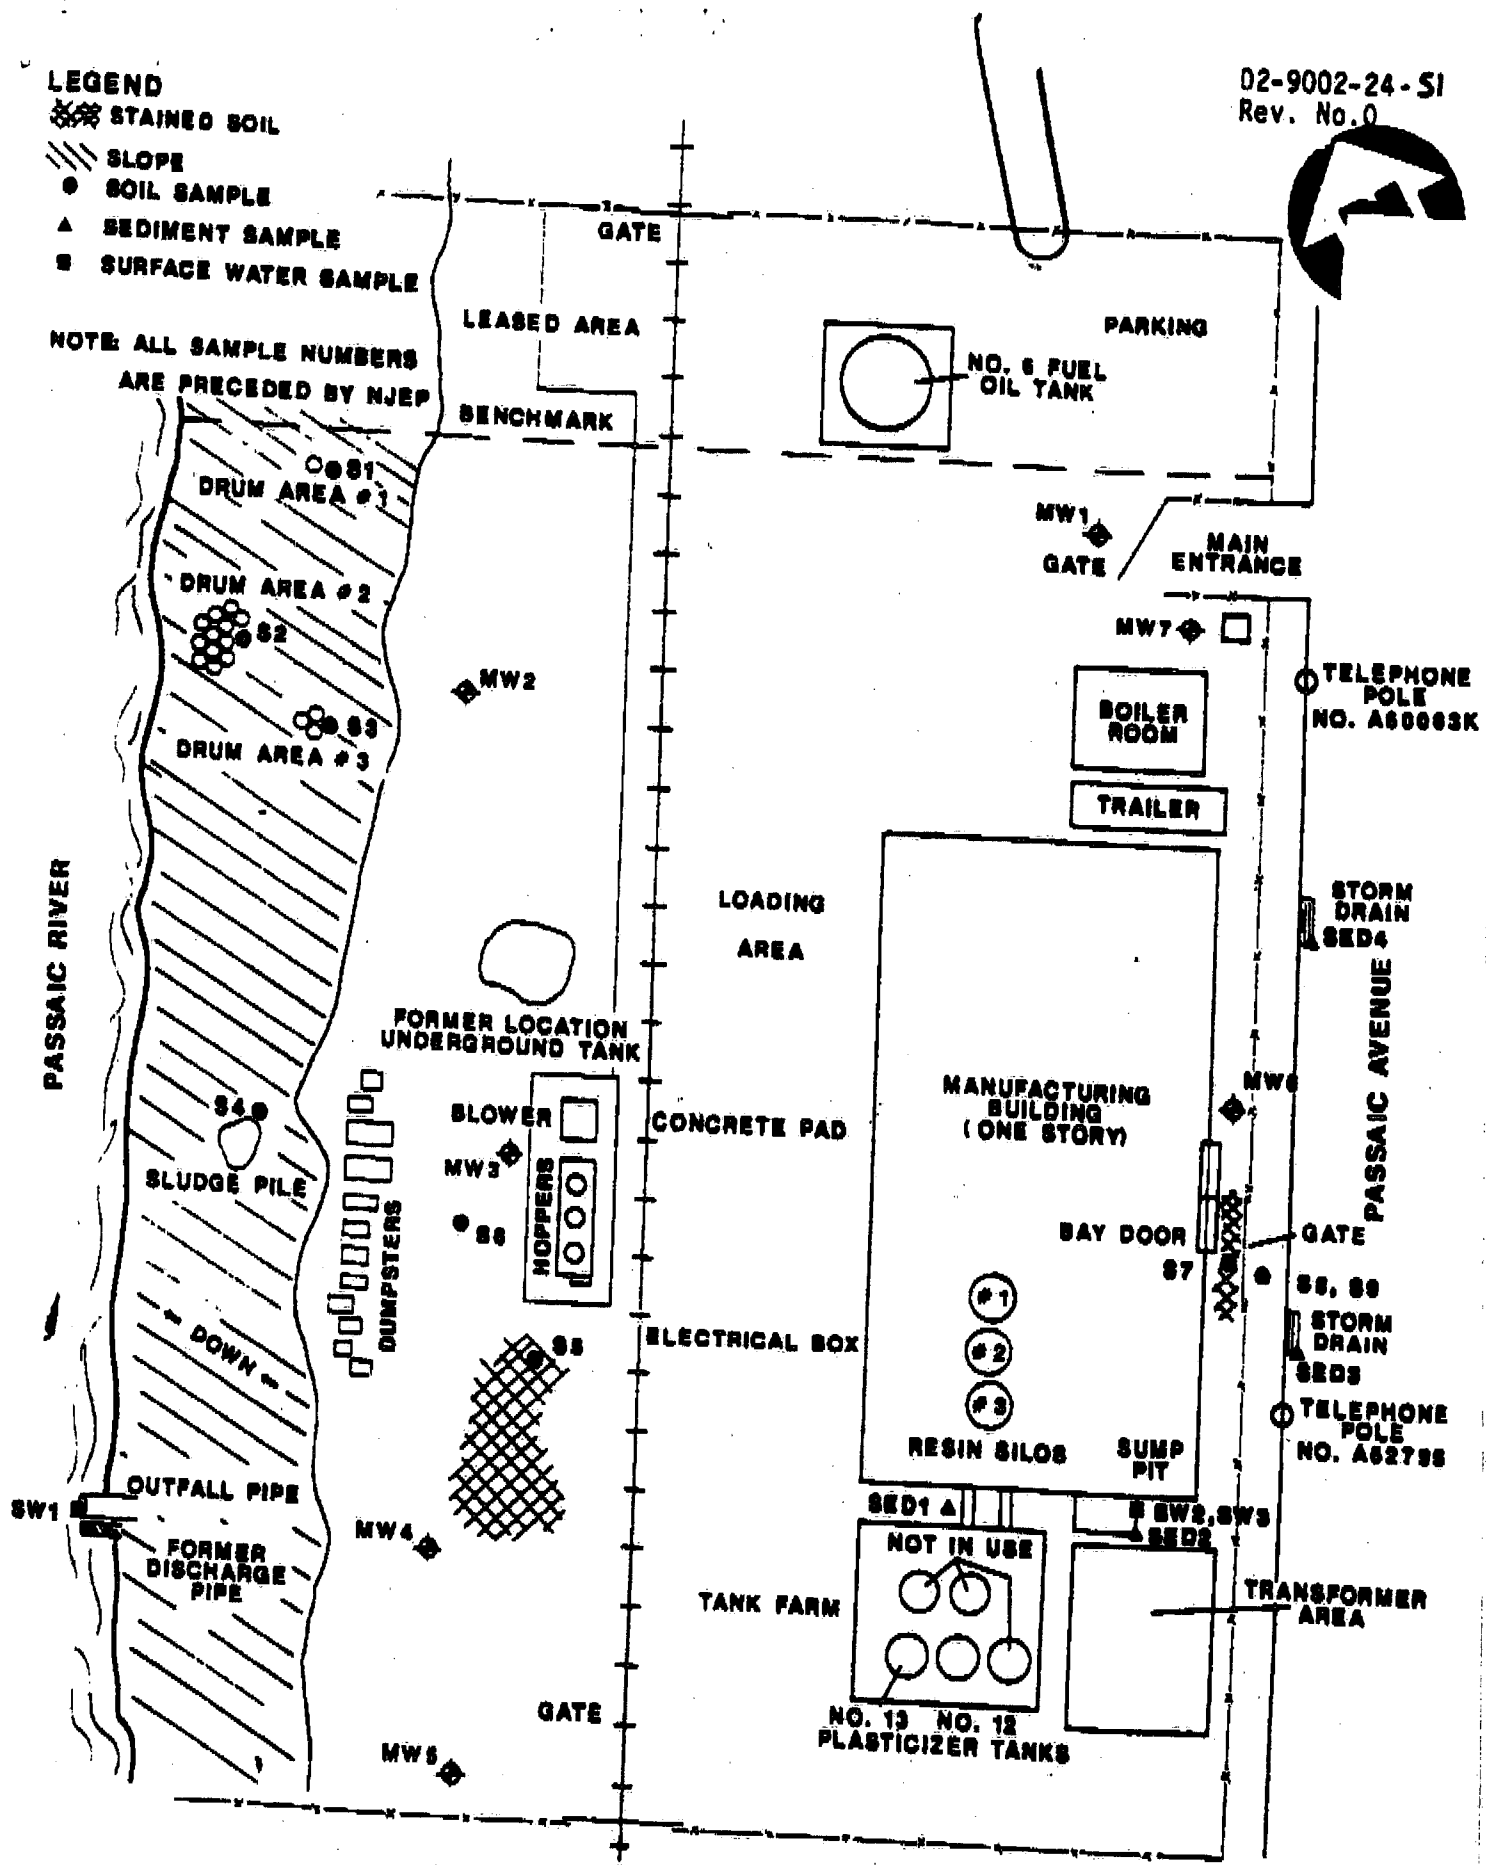 02-9002-24-SI
Rev. No.0
LEGEND
STAINED SOIL
SLOPE
SOIL SAMPLE
SEDIMENT SAMPLE
SURFACE WATER SAMPLE
NOTE: ALL SAMPLE NUMBERS
ARE PRECEDED BY NJEP
GATE
LEASED AREA
PARKING
NO. 6 FUEL
OIL TANK
BENCHMARK
S1
DRUM AREA #1
MW1
GATE
MAIN
ENTRANCE
DRUM AREA #2
S2
MW7
MW2
TELEPHONE
POLE
NO. A60063K
BOILER
ROOM
S3
DRUM AREA #3
TRAILER
PASSAIC RIVER
LOADING
AREA
STORM
DRAIN
SED4
PASSAIC AVENUE
FORMER LOCATION
UNDERGROUND TANK
MW6
MANUFACTURING
BUILDING
(ONE STORY)
S4
SLUDGE PILE
BLOWER
CONCRETE PAD
MW3
HOPPERS
S6
DUMPSTERS
BAY DOOR
GATE
S7
S8, S9
#1
#2
#3
RESIN SILOS
ELECTRICAL BOX
S5
STORM
DRAIN
SED3
← DOWN ←
TELEPHONE
POLE
NO. A62795
SUMP
PIT
OUTFALL PIPE
SW1
SED1
SW2, SW3
SED2
MW4
FORMER
DISCHARGE
PIPE
NOT IN USE
TANK FARM
TRANSFORMER
AREA
GATE
NO. 13 NO. 12
PLASTICIZER TANKS
MW5